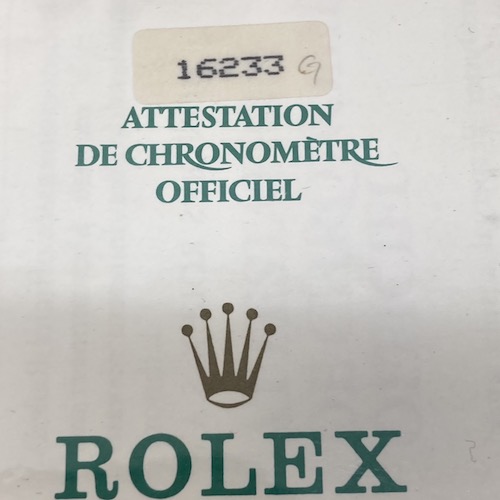 16233 G
ATTESTATION
DE CHRONOMÈTRE
OFFICIEL
ROLEX